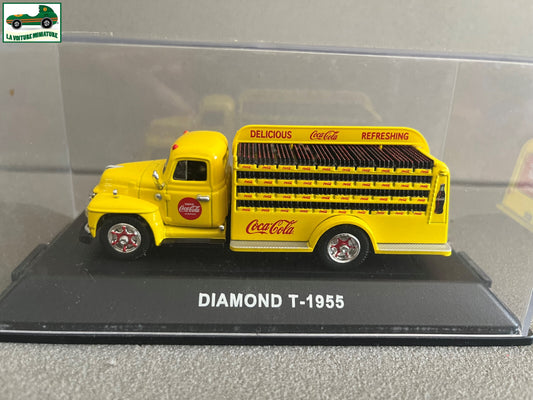 LA VOITURE MINIATURE
DELICIOUS Coca-Cola REFRESHING
Coca-Cola
Coca-Cola
DIAMOND T-1955